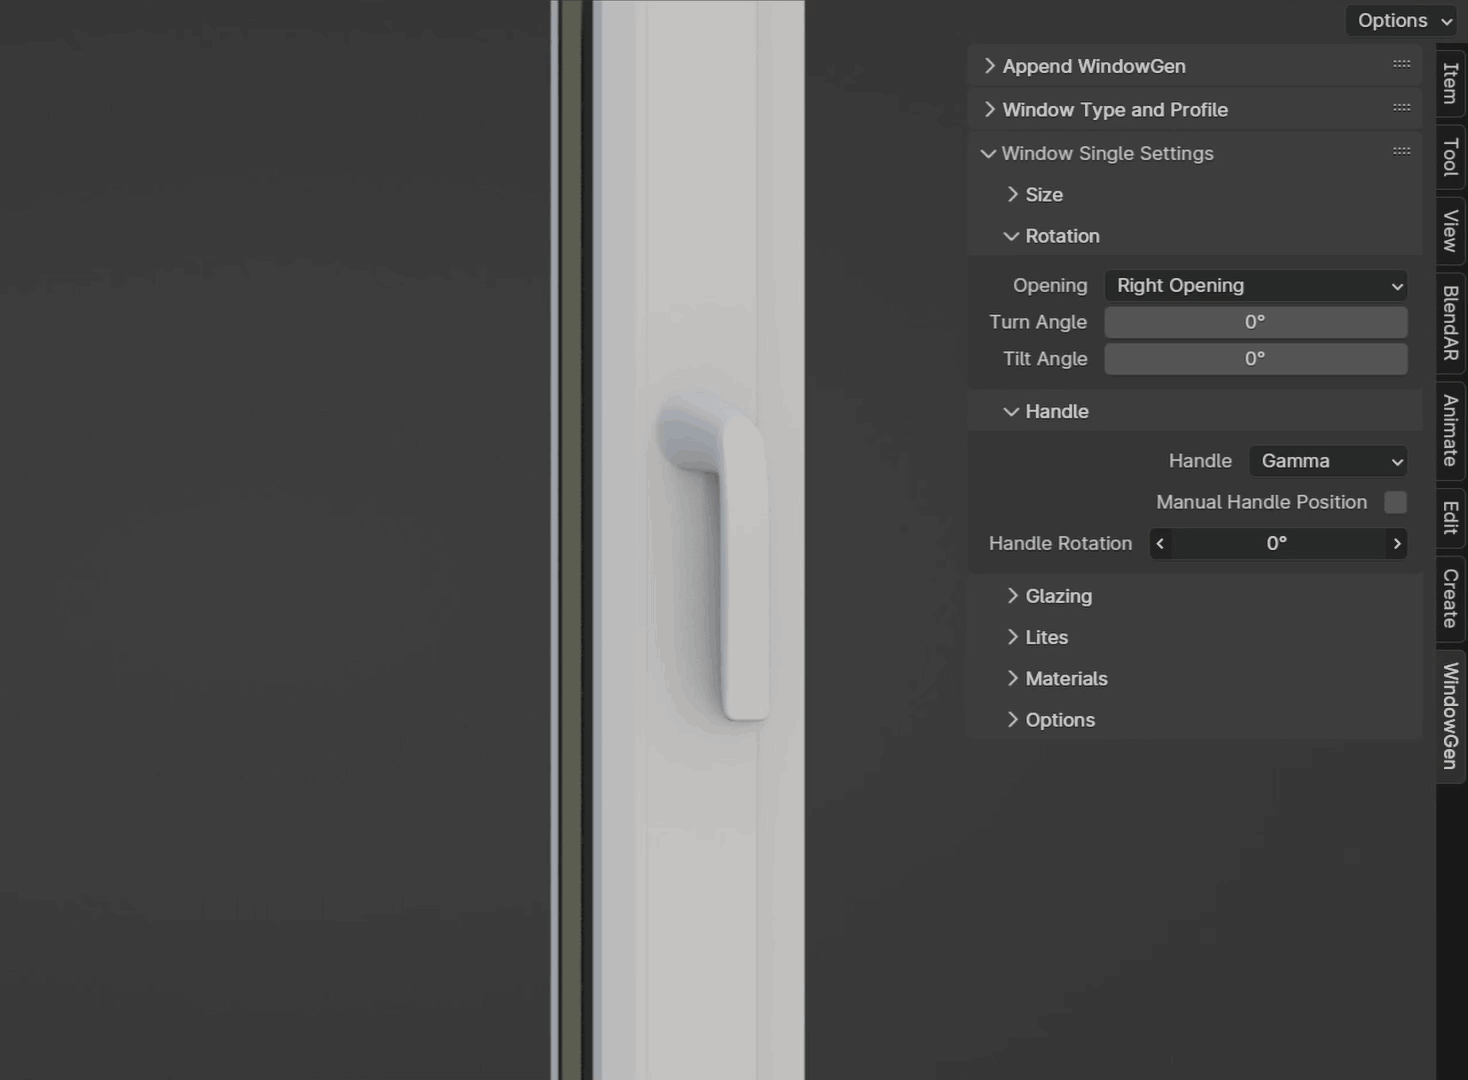 Options
Append WindowGen
Window Type and Profile
Window Single Settings
Size
Rotation
Opening Right Opening
Turn Angle 0°
Tilt Angle 0°
Handle
Handle Gamma
Manual Handle Position
Handle Rotation 0°
Glazing
Lites
Materials
Options
Item
Tool
View
BlendAR
Animate
Edit
Create
WindowGen